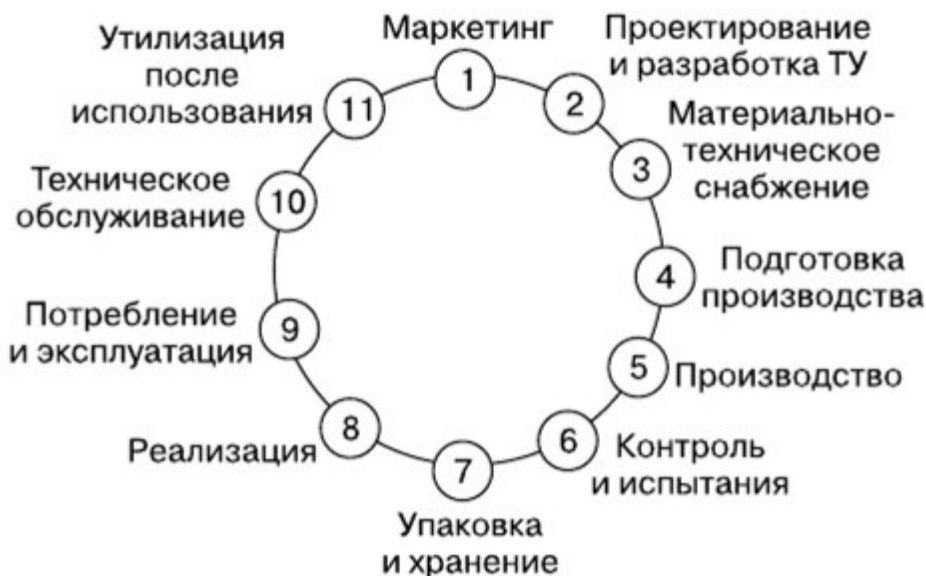 Маркетинг
1
Проектирование
и разработка ТУ
2
Материально-
техническое
снабжение
3
Подготовка
производства
4
Производство
5
Контроль
и испытания
6
Упаковка
и хранение
7
Реализация
8
Потребление
и эксплуатация
9
Техническое
обслуживание
10
Утилизация
после
использования
11